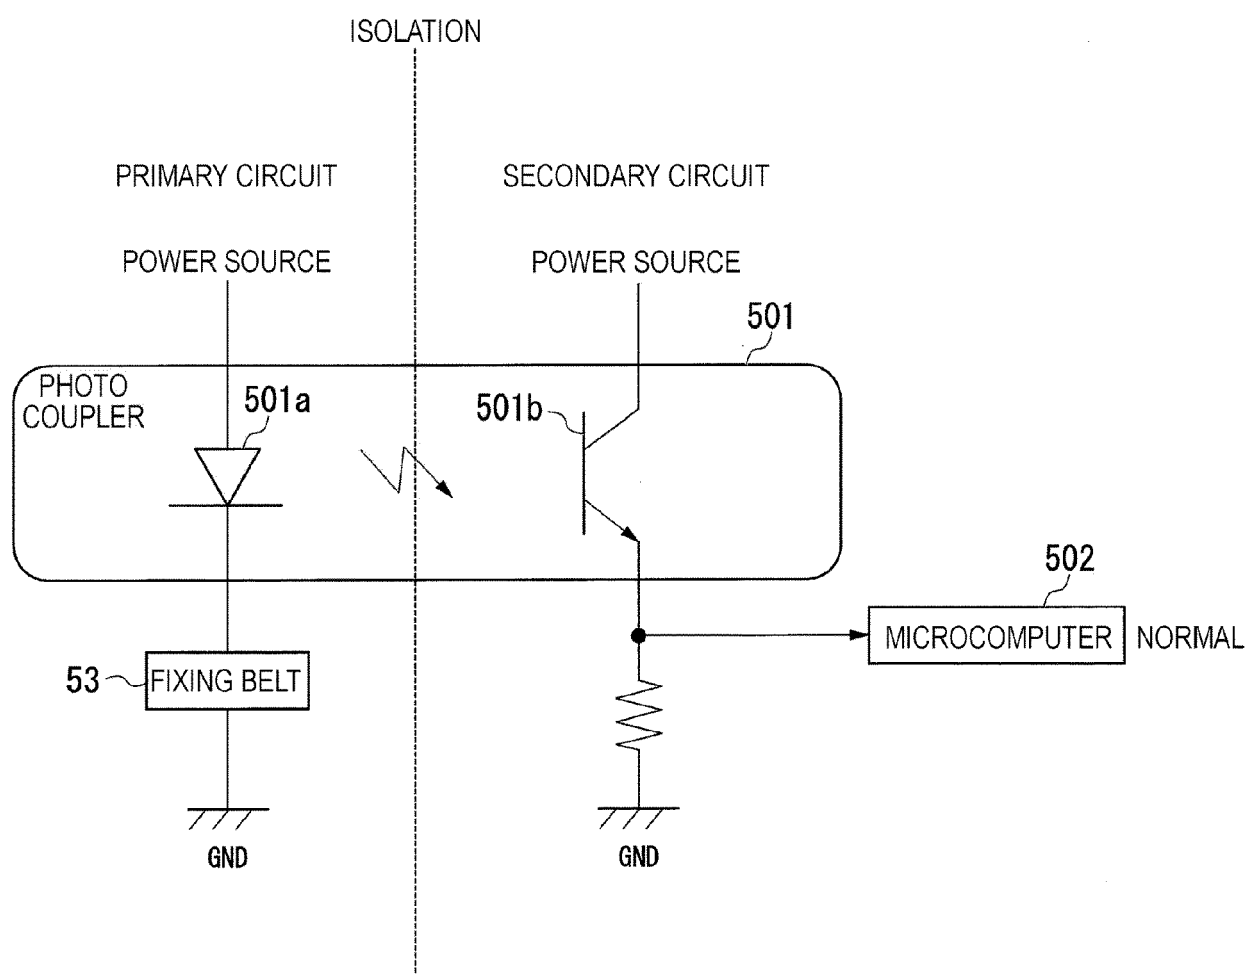 ISOLATION
PRIMARY CIRCUIT
SECONDARY CIRCUIT
POWER SOURCE
POWER SOURCE
501
PHOTO
COUPLER
501a
501b
502
MICROCOMPUTER
NORMAL
53
FIXING BELT
GND
GND